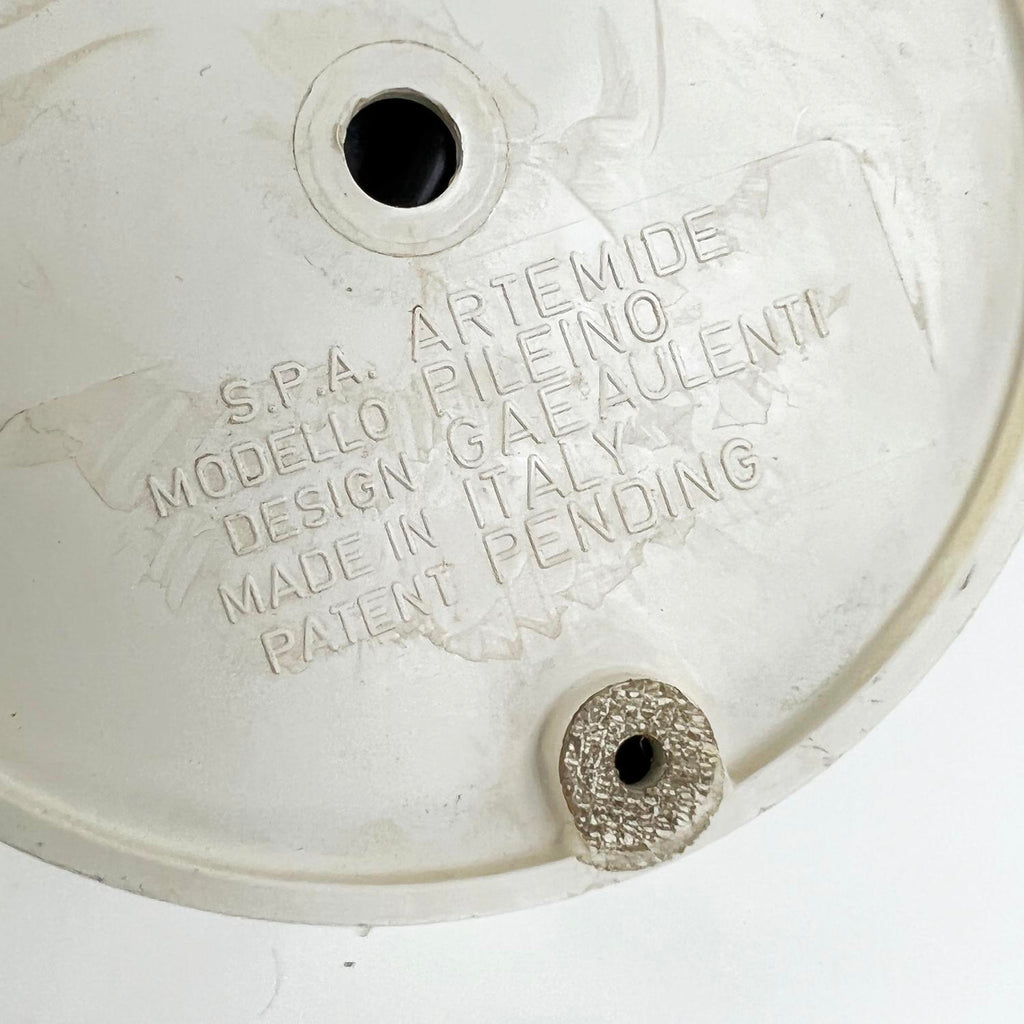 S.P.A. ARTEMIDE
MODELLO PILEINO
DESIGN GAE AULENTI
MADE IN ITALY
PATENT PENDING